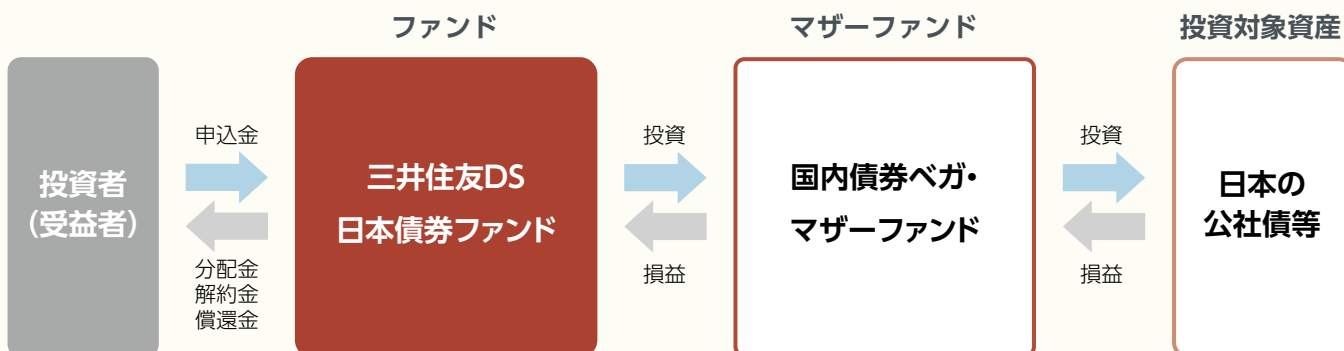 ファンド
マザーファンド
投資対象資産
投資者
(受益者)
申込金
分配金
解約金
償還金
三井住友DS
日本債券ファンド
投資
損益
国内債券ベガ・
マザーファンド
投資
損益
日本の
公社債等